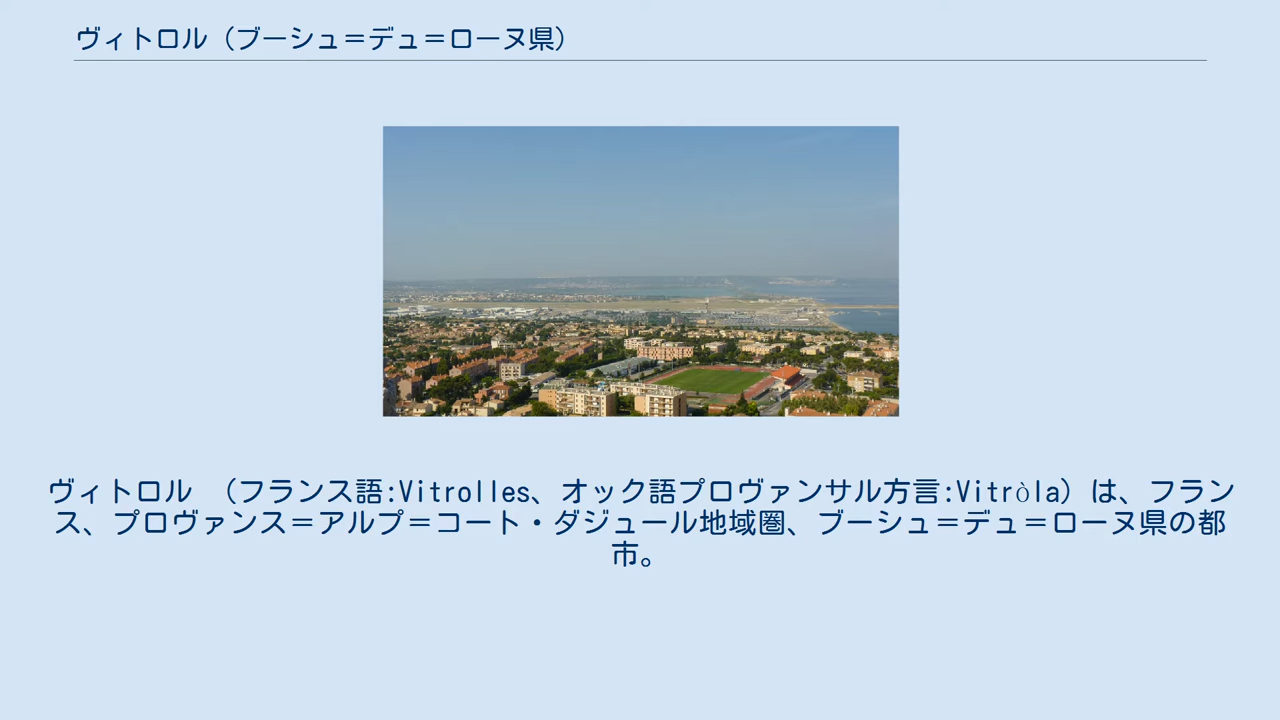 ヴィトロル（ブーシュ＝デュ＝ローヌ県）
ヴィトロル （フランス語:Vitrolles、オック語プロヴァンサル方言:Vitròla）は、フラン
ス、プロヴァンス＝アルプ＝コート・ダジュール地域圏、ブーシュ＝デュ＝ローヌ県の都
市。